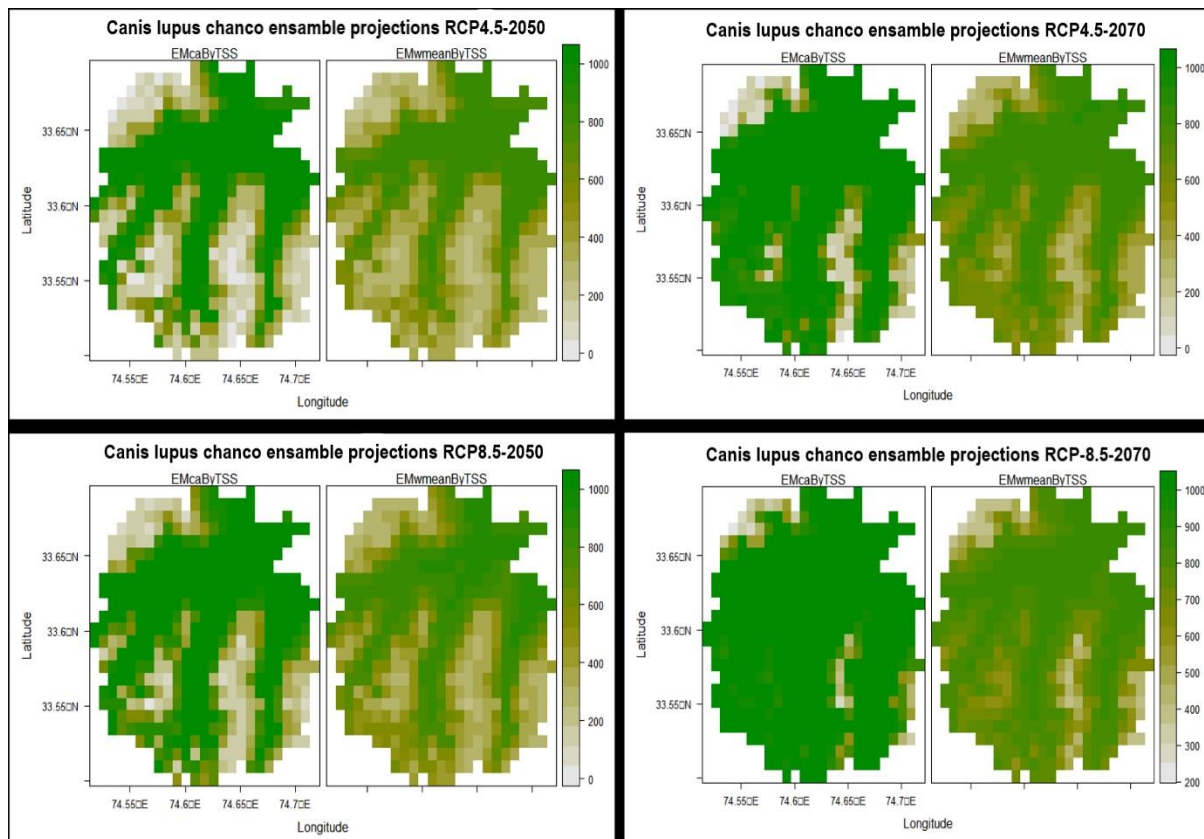 Canis lupus chanco ensamble projections RCP4.5-2050
EMcaByTSS EMwmeanByTSS
1000
800
600
400
200
0
33.65□N
33.6□N
33.55□N
Latitude
74.55□E 74.6□E 74.65□E 74.7□E
Longitude
Canis lupus chanco ensamble projections RCP4.5-2070
EMcaByTSS EMwmeanByTSS
1000
800
600
400
200
0
33.65□N
33.6□N
33.55□N
Latitude
74.55□E 74.6□E 74.65□E 74.7□E
Longitude
Canis lupus chanco ensamble projections RCP8.5-2050
EMcaByTSS EMwmeanByTSS
1000
800
600
400
200
0
33.65□N
33.6□N
33.55□N
Latitude
74.55□E 74.6□E 74.65□E 74.7□E
Longitude
Canis lupus chanco ensamble projections RCP-8.5-2070
EMcaByTSS EMwmeanByTSS
1000
900
800
700
600
500
400
300
200
33.65□N
33.6□N
33.55□N
Latitude
74.55□E 74.6□E 74.65□E 74.7□E
Longitude